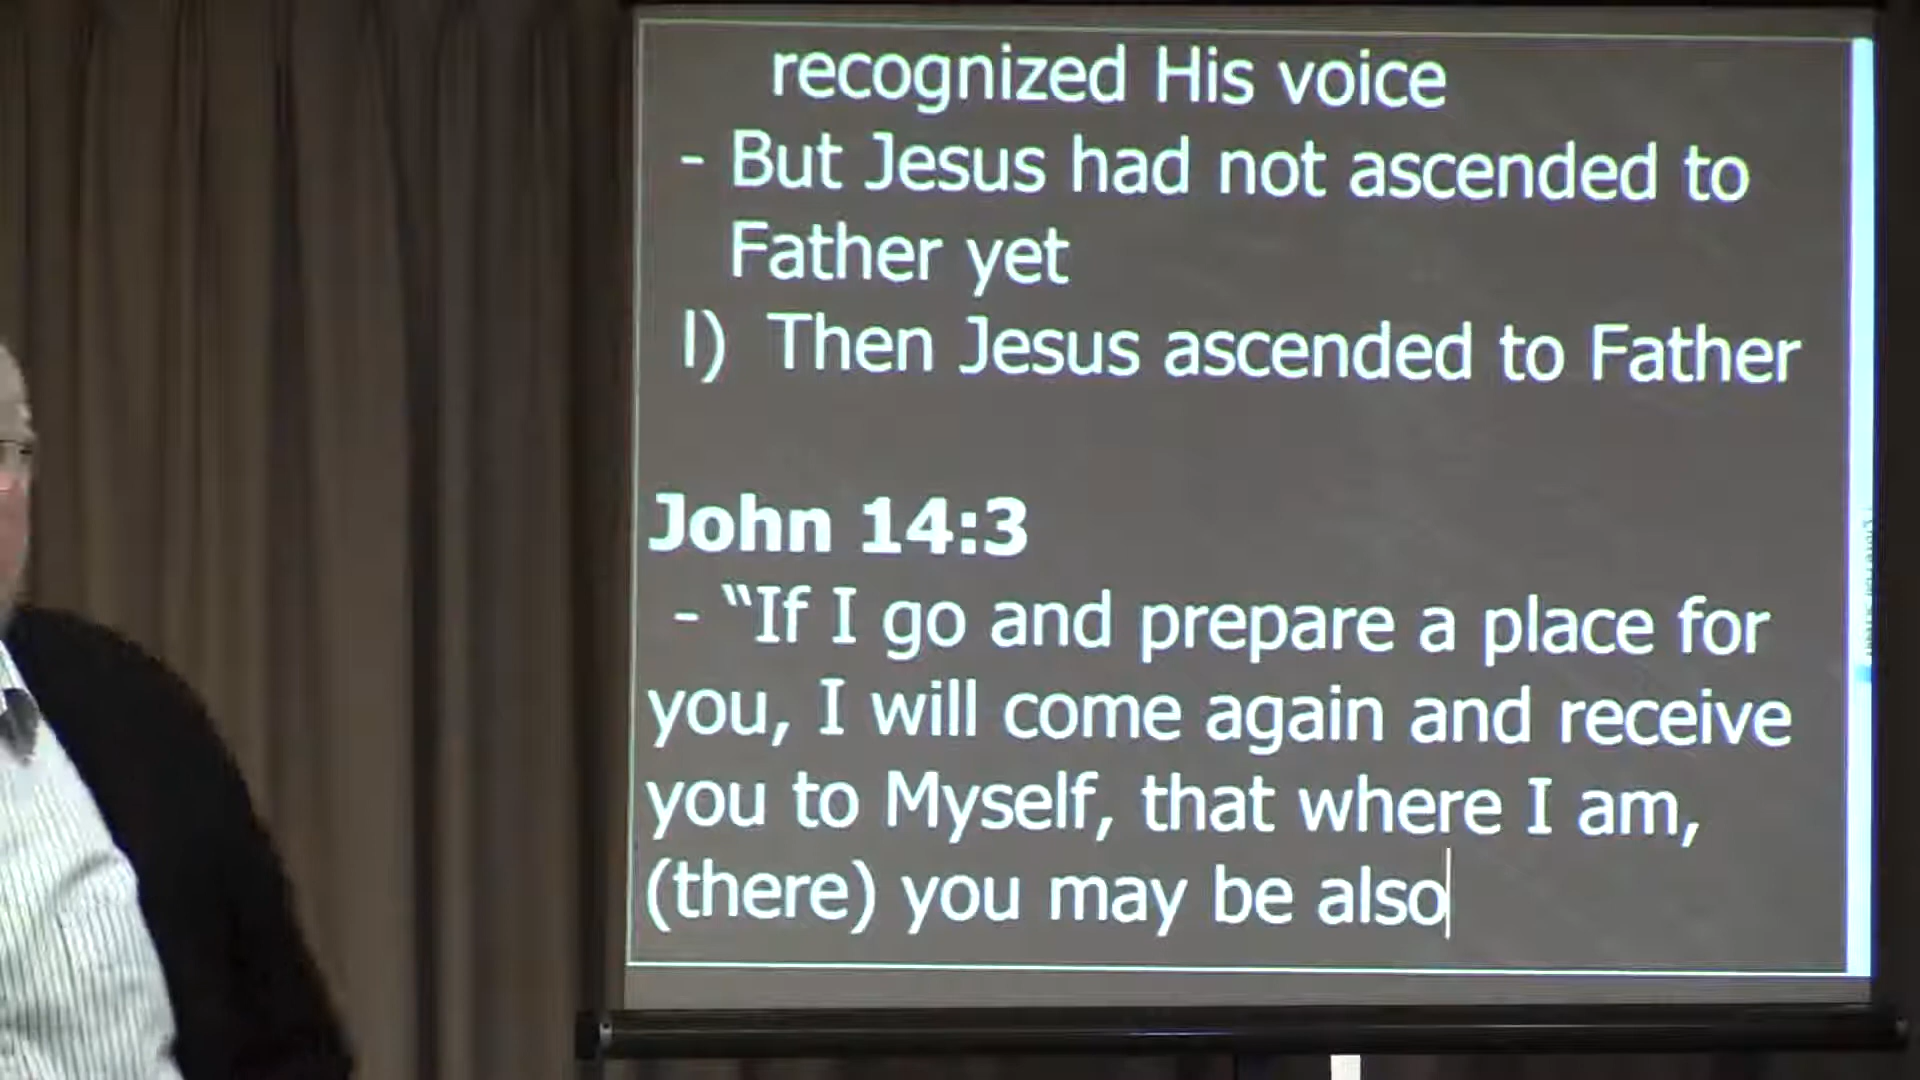 recognized His voice
- But Jesus had not ascended to
Father yet
l) Then Jesus ascended to Father
John 14:3
- “If I go and prepare a place for
you, I will come again and receive
you to Myself, that where I am,
(there) you may be also